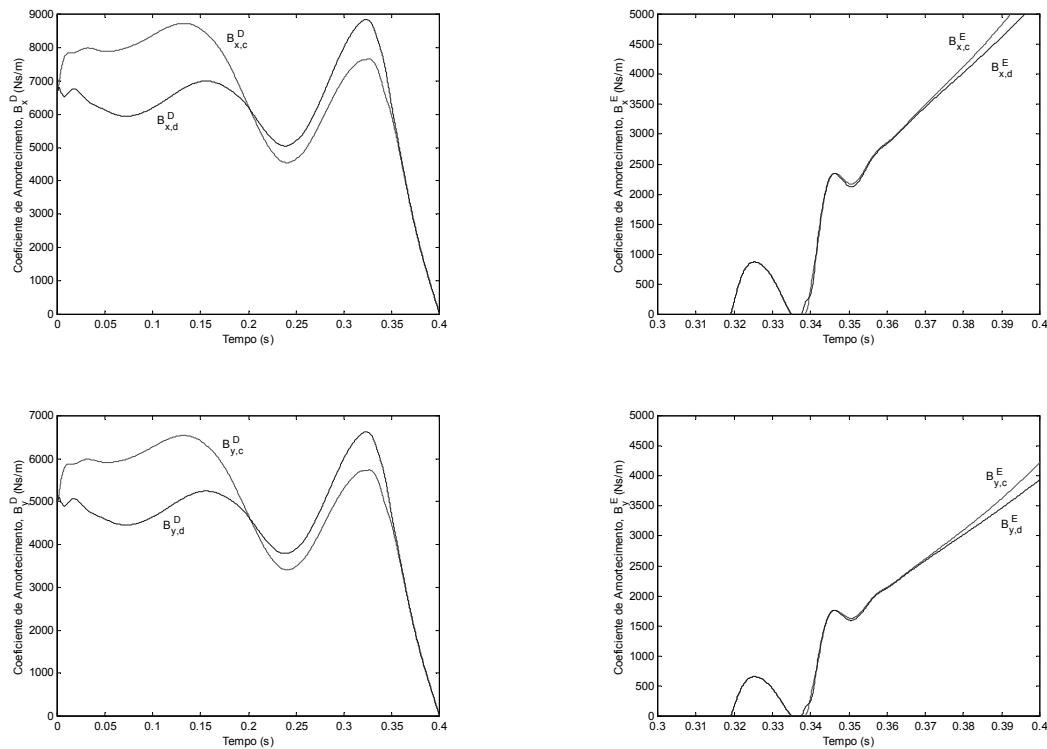 Coeficiente de Amortecimento, B_x^D (Ns/m)
9000
8000
7000
6000
5000
4000
3000
2000
1000
0
B_x,c^D
B_x,d^D
0 0.05 0.1 0.15 0.2 0.25 0.3 0.35 0.4
Tempo (s)
Coeficiente de Amortecimento, B_x^E (Ns/m)
5000
4500
4000
3500
3000
2500
2000
1500
1000
500
0
B_x,c^E
B_x,d^E
0.3 0.31 0.32 0.33 0.34 0.35 0.36 0.37 0.38 0.39 0.4
Tempo (s)
Coeficiente de Amortecimento, B_y^D (Ns/m)
7000
6000
5000
4000
3000
2000
1000
0
B_y,c^D
B_y,d^D
0 0.05 0.1 0.15 0.2 0.25 0.3 0.35 0.4
Tempo (s)
Coeficiente de Amortecimento, B_y^E (Ns/m)
5000
4500
4000
3500
3000
2500
2000
1500
1000
500
0
B_y,c^E
B_y,d^E
0.3 0.31 0.32 0.33 0.34 0.35 0.36 0.37 0.38 0.39 0.4
Tempo (s)